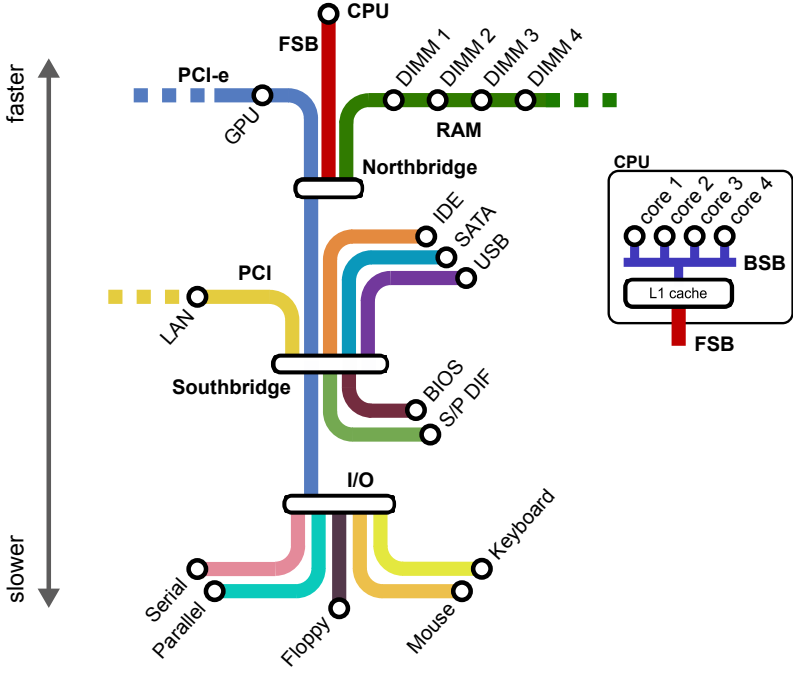 CPU
FSB
PCI-e
GPU
DIMM 1
DIMM 2
DIMM 3
DIMM 4
RAM
faster
Northbridge
CPU
core 1
core 2
core 3
core 4
BSB
L1 cache
FSB
IDE
SATA
USB
PCI
LAN
Southbridge
BIOS
S/P DIF
I/O
slower
Serial
Parallel
Floppy
Mouse
Keyboard